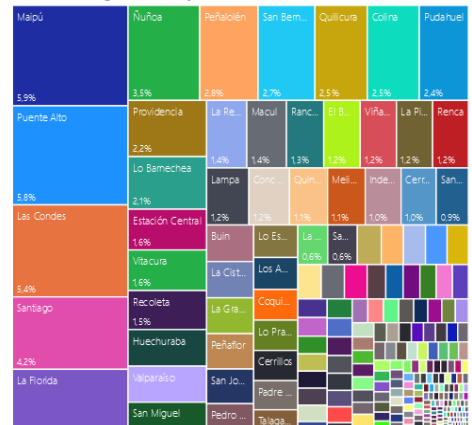 Maipú
5,9%
Puente Alto
5,8%
Las Condes
5,4%
Santiago
4,2%
La Florida
Ñuñoa
3,5%
Peñalolén
2,8%
San Bern...
2,7%
Quilicura
2,5%
Colina
2,5%
Pudahuel
2,4%
Providencia
2,2%
Lo Barnechea
2,1%
Estación Central
1,6%
Vitacura
1,6%
Recoleta
1,5%
Huechuraba
Valparaíso
San Miguel
La Re...
1,4%
Macul
1,4%
Ranc...
1,3%
El B...
1,2%
Viña...
1,2%
La Pi...
1,2%
Renca
1,2%
Lampa
1,2%
Conc...
1,2%
Quin...
1,1%
Meli...
1,1%
Inde...
1,0%
Cerr...
1,0%
San...
0,9%
Buin
La Cist...
La Gra...
Peñaflor
San Jo...
Pedro ...
Lo Es...
Los A...
Coqui...
Lo Pra...
Cerrillos
Padre ...
Talaga...
La ...
0,6%
Sa...
0,6%